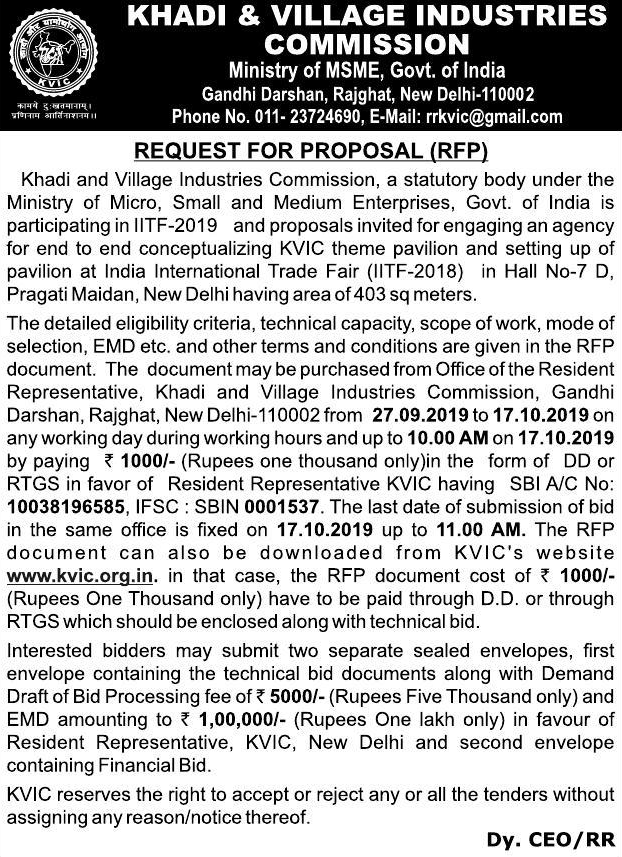 KHADI & VILLAGE INDUSTRIES
COMMISSION
Ministry of MSME, Govt. of India
Gandhi Darshan, Rajghat, New Delhi-110002
Phone No. 011- 23724690, E-Mail: rrkvic@gmail.com
KVIC
कामये दुःखतप्तानाम्।
प्राणिनाम् आर्तिनाशनम्॥
REQUEST FOR PROPOSAL (RFP)
Khadi and Village Industries Commission, a statutory body under the
Ministry of Micro, Small and Medium Enterprises, Govt. of India is
participating in IITF-2019 and proposals invited for engaging an agency
for end to end conceptualizing KVIC theme pavilion and setting up of
pavilion at India International Trade Fair (IITF-2018) in Hall No-7 D,
Pragati Maidan, New Delhi having area of 403 sq meters.
The detailed eligibility criteria, technical capacity, scope of work, mode of
selection, EMD etc. and other terms and conditions are given in the RFP
document. The document may be purchased from Office of the Resident
Representative, Khadi and Village Industries Commission, Gandhi
Darshan, Rajghat, New Delhi-110002 from 27.09.2019 to 17.10.2019 on
any working day during working hours and up to 10.00 AM on 17.10.2019
by paying ₹ 1000/- (Rupees one thousand only)in the form of DD or
RTGS in favor of Resident Representative KVIC having SBI A/C No:
10038196585, IFSC : SBIN 0001537. The last date of submission of bid
in the same office is fixed on 17.10.2019 up to 11.00 AM. The RFP
document can also be downloaded from KVIC's website
www.kvic.org.in. in that case, the RFP document cost of ₹ 1000/-
(Rupees One Thousand only) have to be paid through D.D. or through
RTGS which should be enclosed along with technical bid.
Interested bidders may submit two separate sealed envelopes, first
envelope containing the technical bid documents along with Demand
Draft of Bid Processing fee of ₹ 5000/- (Rupees Five Thousand only) and
EMD amounting to ₹ 1,00,000/- (Rupees One lakh only) in favour of
Resident Representative, KVIC, New Delhi and second envelope
containing Financial Bid.
KVIC reserves the right to accept or reject any or all the tenders without
assigning any reason/notice thereof.
Dy. CEO/RR